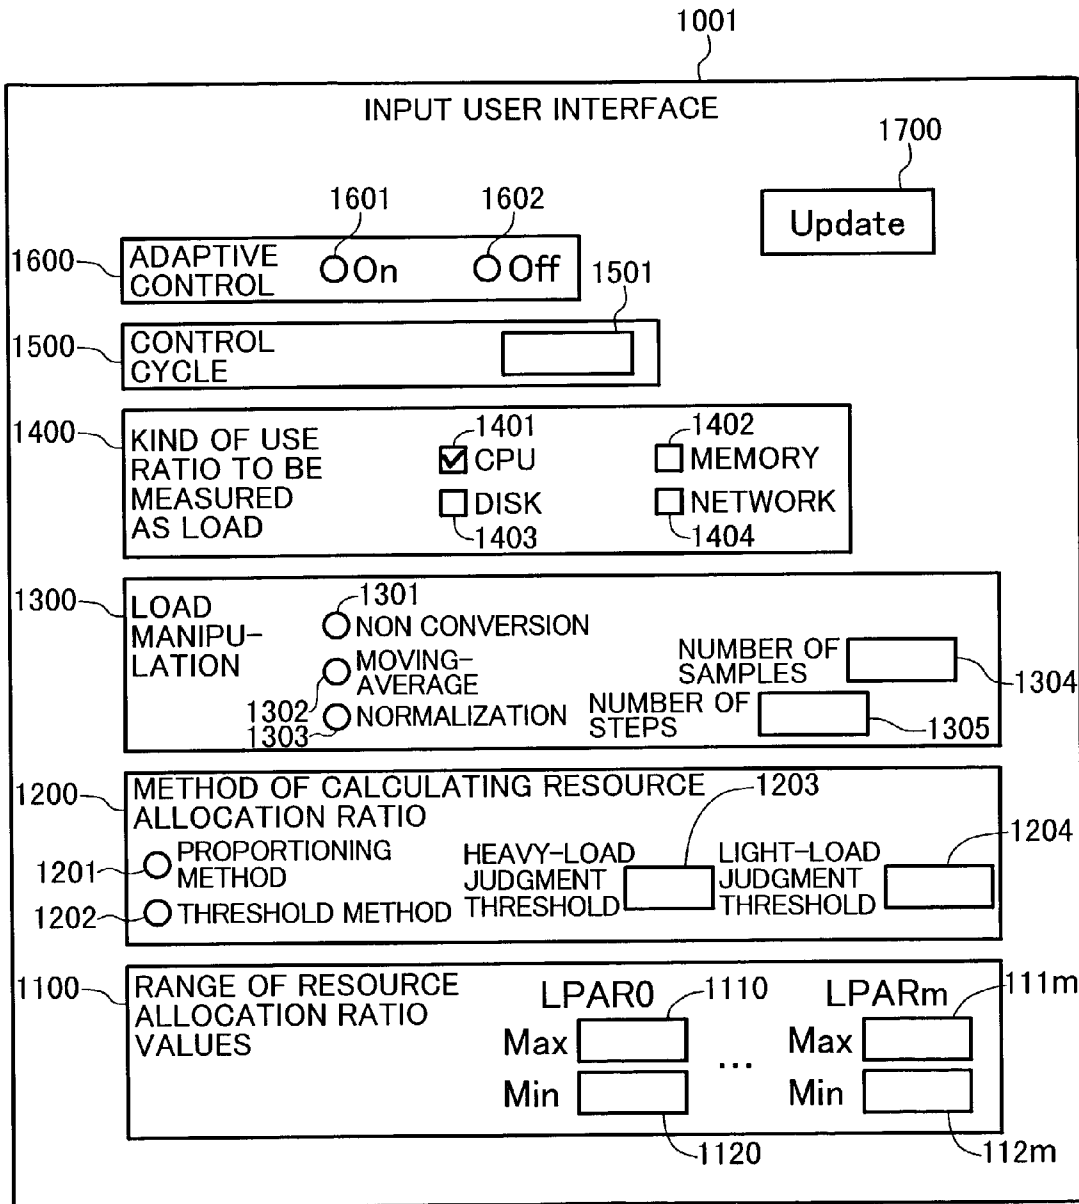 1001
INPUT USER INTERFACE
1700
Update
1601
1602
1600
ADAPTIVE
CONTROL
On
Off
1501
1500
CONTROL
CYCLE
1400
KIND OF USE
RATIO TO BE
MEASURED
AS LOAD
1401
CPU
1402
MEMORY
DISK
1403
NETWORK
1404
1300
LOAD
MANIPU-
LATION
1301
NON CONVERSION
MOVING-
AVERAGE
1302
1303
NORMALIZATION
NUMBER OF
SAMPLES
1304
NUMBER OF
STEPS
1305
1200
METHOD OF CALCULATING RESOURCE
ALLOCATION RATIO
1203
1204
1201
PROPORTIONING
METHOD
1202
THRESHOLD METHOD
HEAVY-LOAD
JUDGMENT
THRESHOLD
LIGHT-LOAD
JUDGMENT
THRESHOLD
1100
RANGE OF RESOURCE
ALLOCATION RATIO
VALUES
LPAR0
1110
Max
Min
1120
...
LPARm
111m
Max
Min
112m